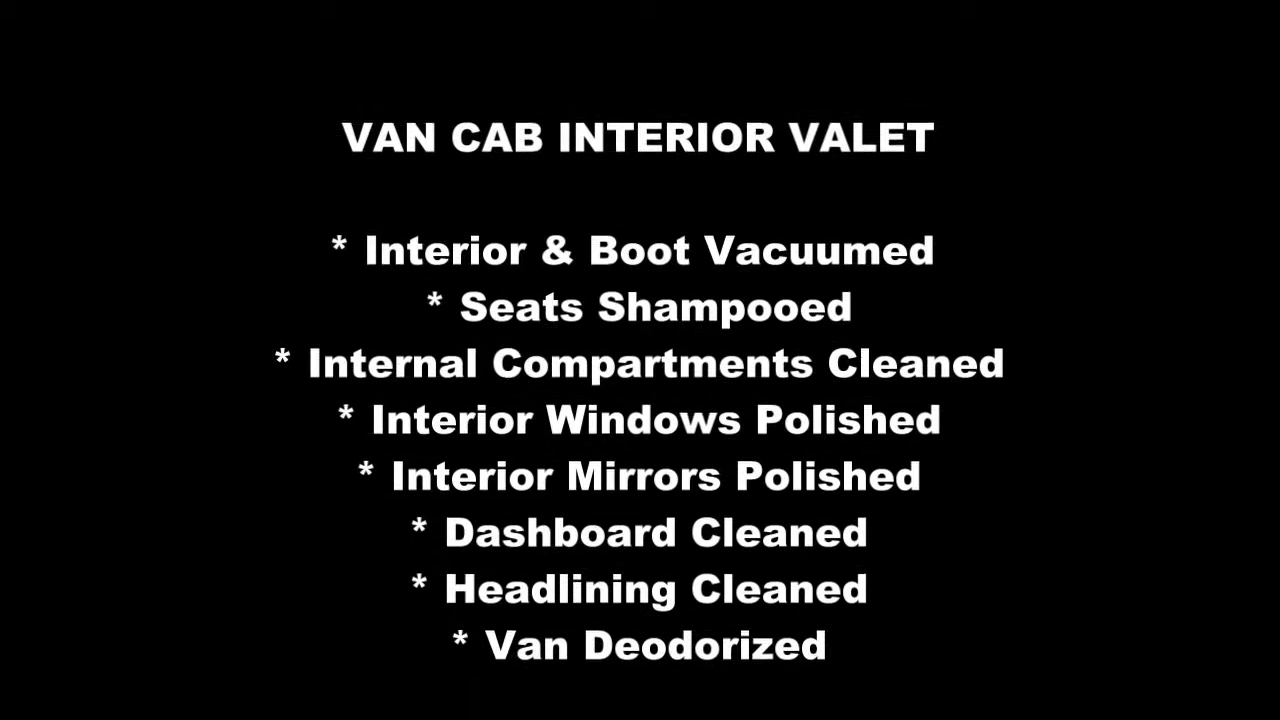 VAN CAB INTERIOR VALET
* Interior & Boot Vacuumed
* Seats Shampooed
* Internal Compartments Cleaned
* Interior Windows Polished
* Interior Mirrors Polished
* Dashboard Cleaned
* Headlining Cleaned
* Van Deodorized